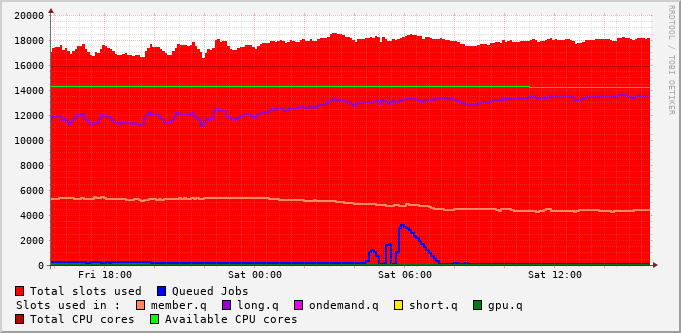 20000
18000
16000
14000
12000
10000
8000
6000
4000
2000
0
Fri 18:00 Sat 00:00 Sat 06:00 Sat 12:00
RRDTOOL / TOBI OETIKER
Total slots used Queued Jobs
Slots used in : member.q long.q ondemand.q short.q gpu.q
Total CPU cores Available CPU cores